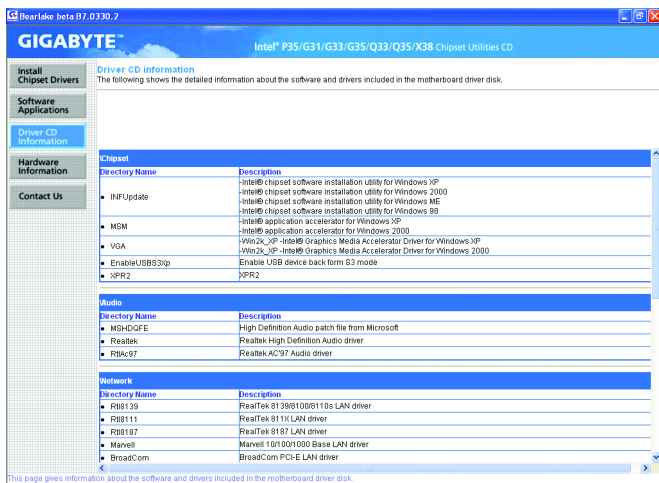 Bearlake beta B7.0330.2
GIGABYTE™
Intel® P35/G31/G33/G35/Q33/Q35/X38 Chipset Utilities CD
Install
Chipset Drivers
Software
Applications
Driver CD
Information
Hardware
Information
Contact Us
Driver CD information
The following shows the detailed information about the software and drivers included in the motherboard driver disk.
\Chipset
Directory Name Description
• INFUpdate
-Intel® chipset software installation utility for Windows XP
-Intel® chipset software installation utility for Windows 2000
-Intel® chipset software installation utility for Windows ME
-Intel® chipset software installation utility for Windows 98
• MSM
-Intel® application accelerator for Windows XP
-Intel® application accelerator for Windows 2000
• VGA
-Win2k_XP -Intel® Graphics Media Accelerator Driver for Windows XP
-Win2k_XP -Intel® Graphics Media Accelerator Driver for Windows 2000
• EnableUSBS3Xp Enable USB device back form S3 mode
• XPR2 XPR2
\Audio
Directory Name Description
• MSHDQFE High Definition Audio patch file from Microsoft
• Realtek Realtek High Definition Audio driver
• RtlAc97 Realtek AC'97 Audio driver
\Network
Directory Name Description
• Rtl8139 RealTek 8139/8100/8110s LAN driver
• Rtl8111 RealTek 811X LAN driver
• Rtl8187 RealTek 8187 LAN driver
• Marvell Marvell 10/100/1000 Base LAN driver
• BroadCom BroadCom PCI-E LAN driver
This page gives information about the software and drivers included in the motherboard driver disk.